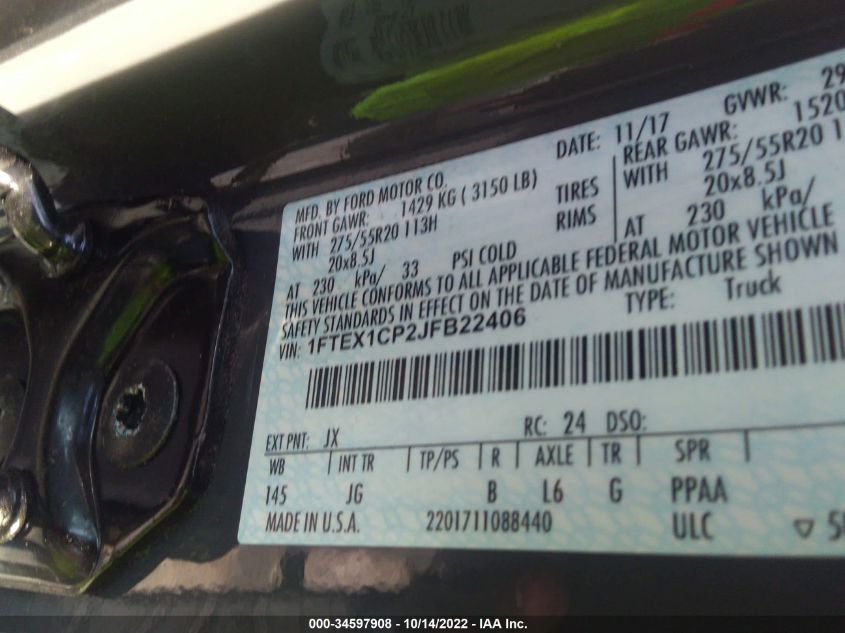 MFD. BY FORD MOTOR CO.
DATE: 11/17
GVWR: 29
FRONT GAWR: 1429 KG ( 3150 LB)
REAR GAWR: 1520
WITH 275/55R20 113H
TIRES
WITH 275/55R20 1
20x8.5J
RIMS
20x8.5J
AT 230 kPa/ 33 PSI COLD
AT 230 kPa/
THIS VEHICLE CONFORMS TO ALL APPLICABLE FEDERAL MOTOR VEHICLE
SAFETY STANDARDS IN EFFECT ON THE DATE OF MANUFACTURE SHOWN
VIN: 1FTEX1CP2JFB22406
TYPE: Truck
EXT PNT: JX RC: 24 DSO:
WB INT TR TP/PS R AXLE TR SPR
145 JG B L6 G PPAA
MADE IN U.S.A. 2201711088440 ULC
000-34597908 - 10/14/2022 - IAA Inc.